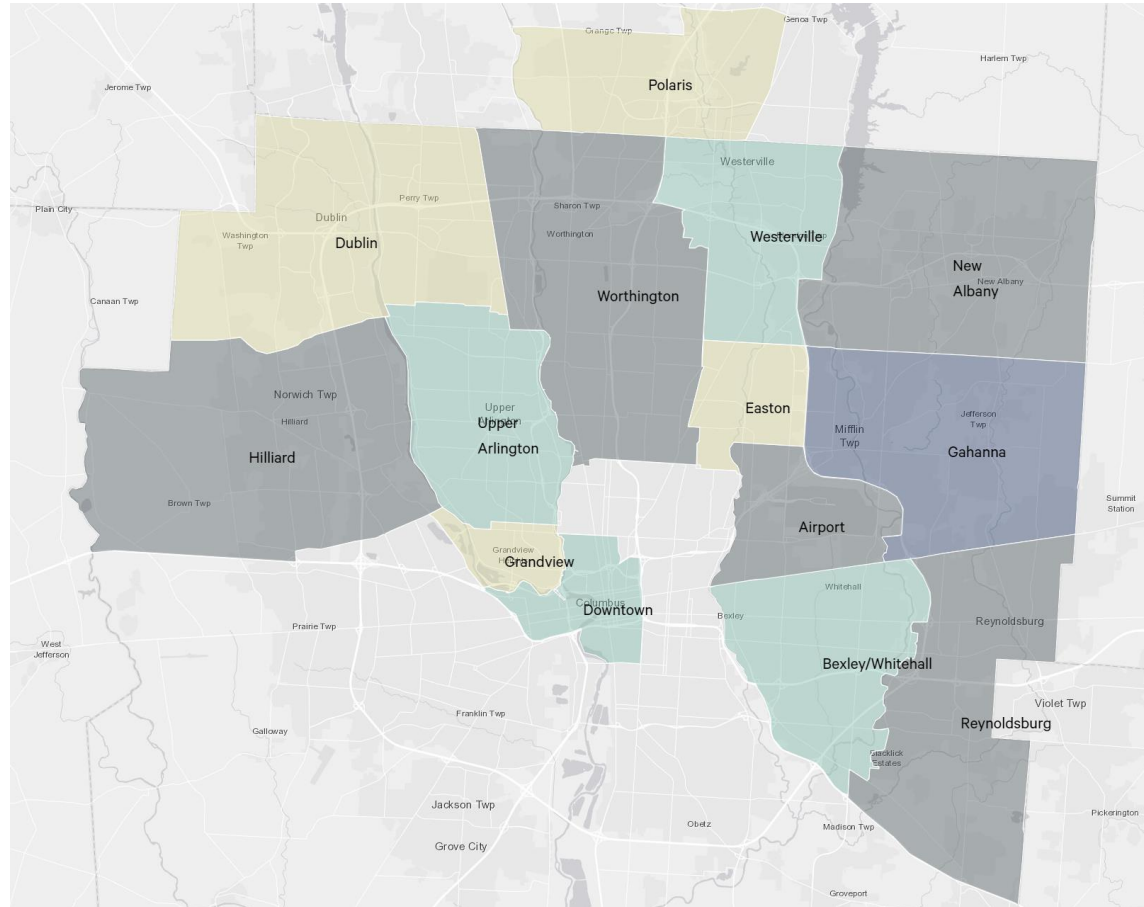 Genoa Twp
Orange Twp
Harlem Twp
Polaris
Jerome Twp
Westerville
Perry Twp
Plain City
Sharon Twp
Dublin
Washington
Twp
Worthington
Dublin
Westerville
New
Albany
New Albany
Canaan Twp
Worthington
Norwich Twp
Hilliard
Upper
Upper
Arlington
Easton
Jefferson
Twp
Mifflin
Twp
Gahanna
Hilliard
Brown Twp
Summit
Station
Airport
Grandview
Grandview
Whitehall
Columbus
Downtown
Bexley
Reynoldsburg
Prairie Twp
West
Jefferson
Bexley/Whitehall
Violet Twp
Franklin Twp
Reynoldsburg
Galloway
Blacklick
Estates
Jackson Twp
Obetz
Madison Twp
Pickerington
Grove City
Groveport